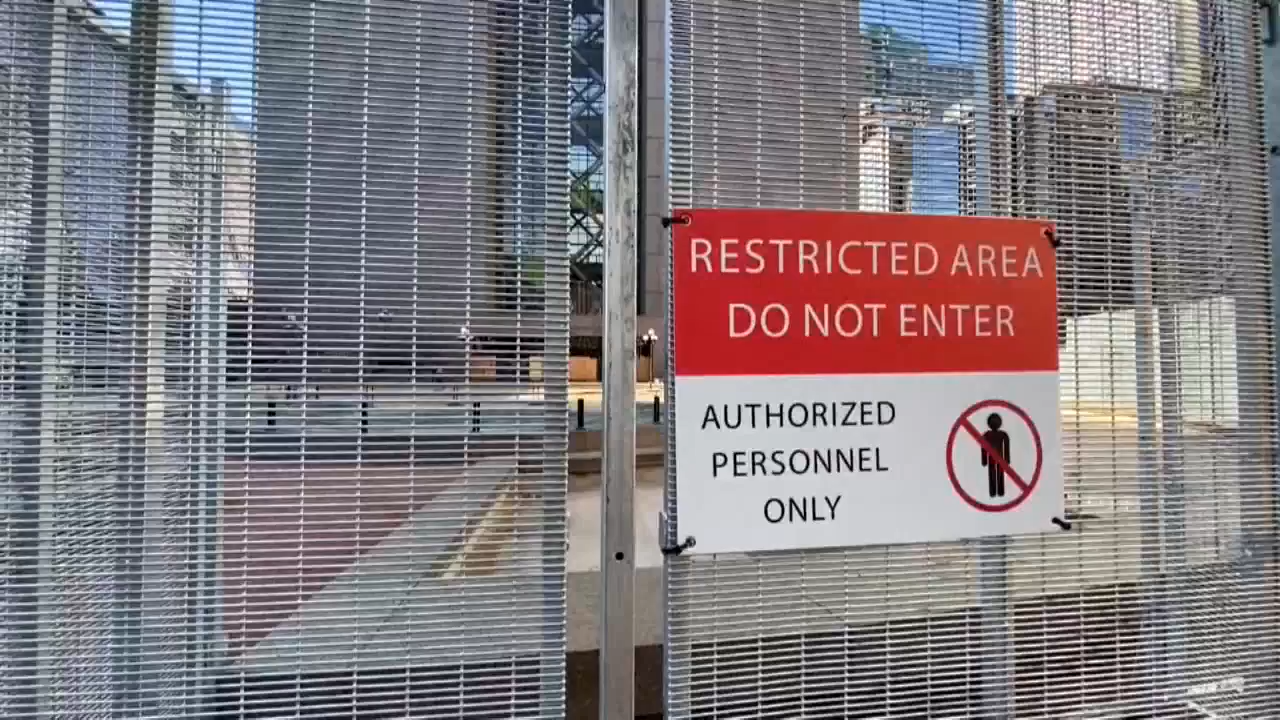 RESTRICTED AREA
DO NOT ENTER
AUTHORIZED
PERSONNEL
ONLY